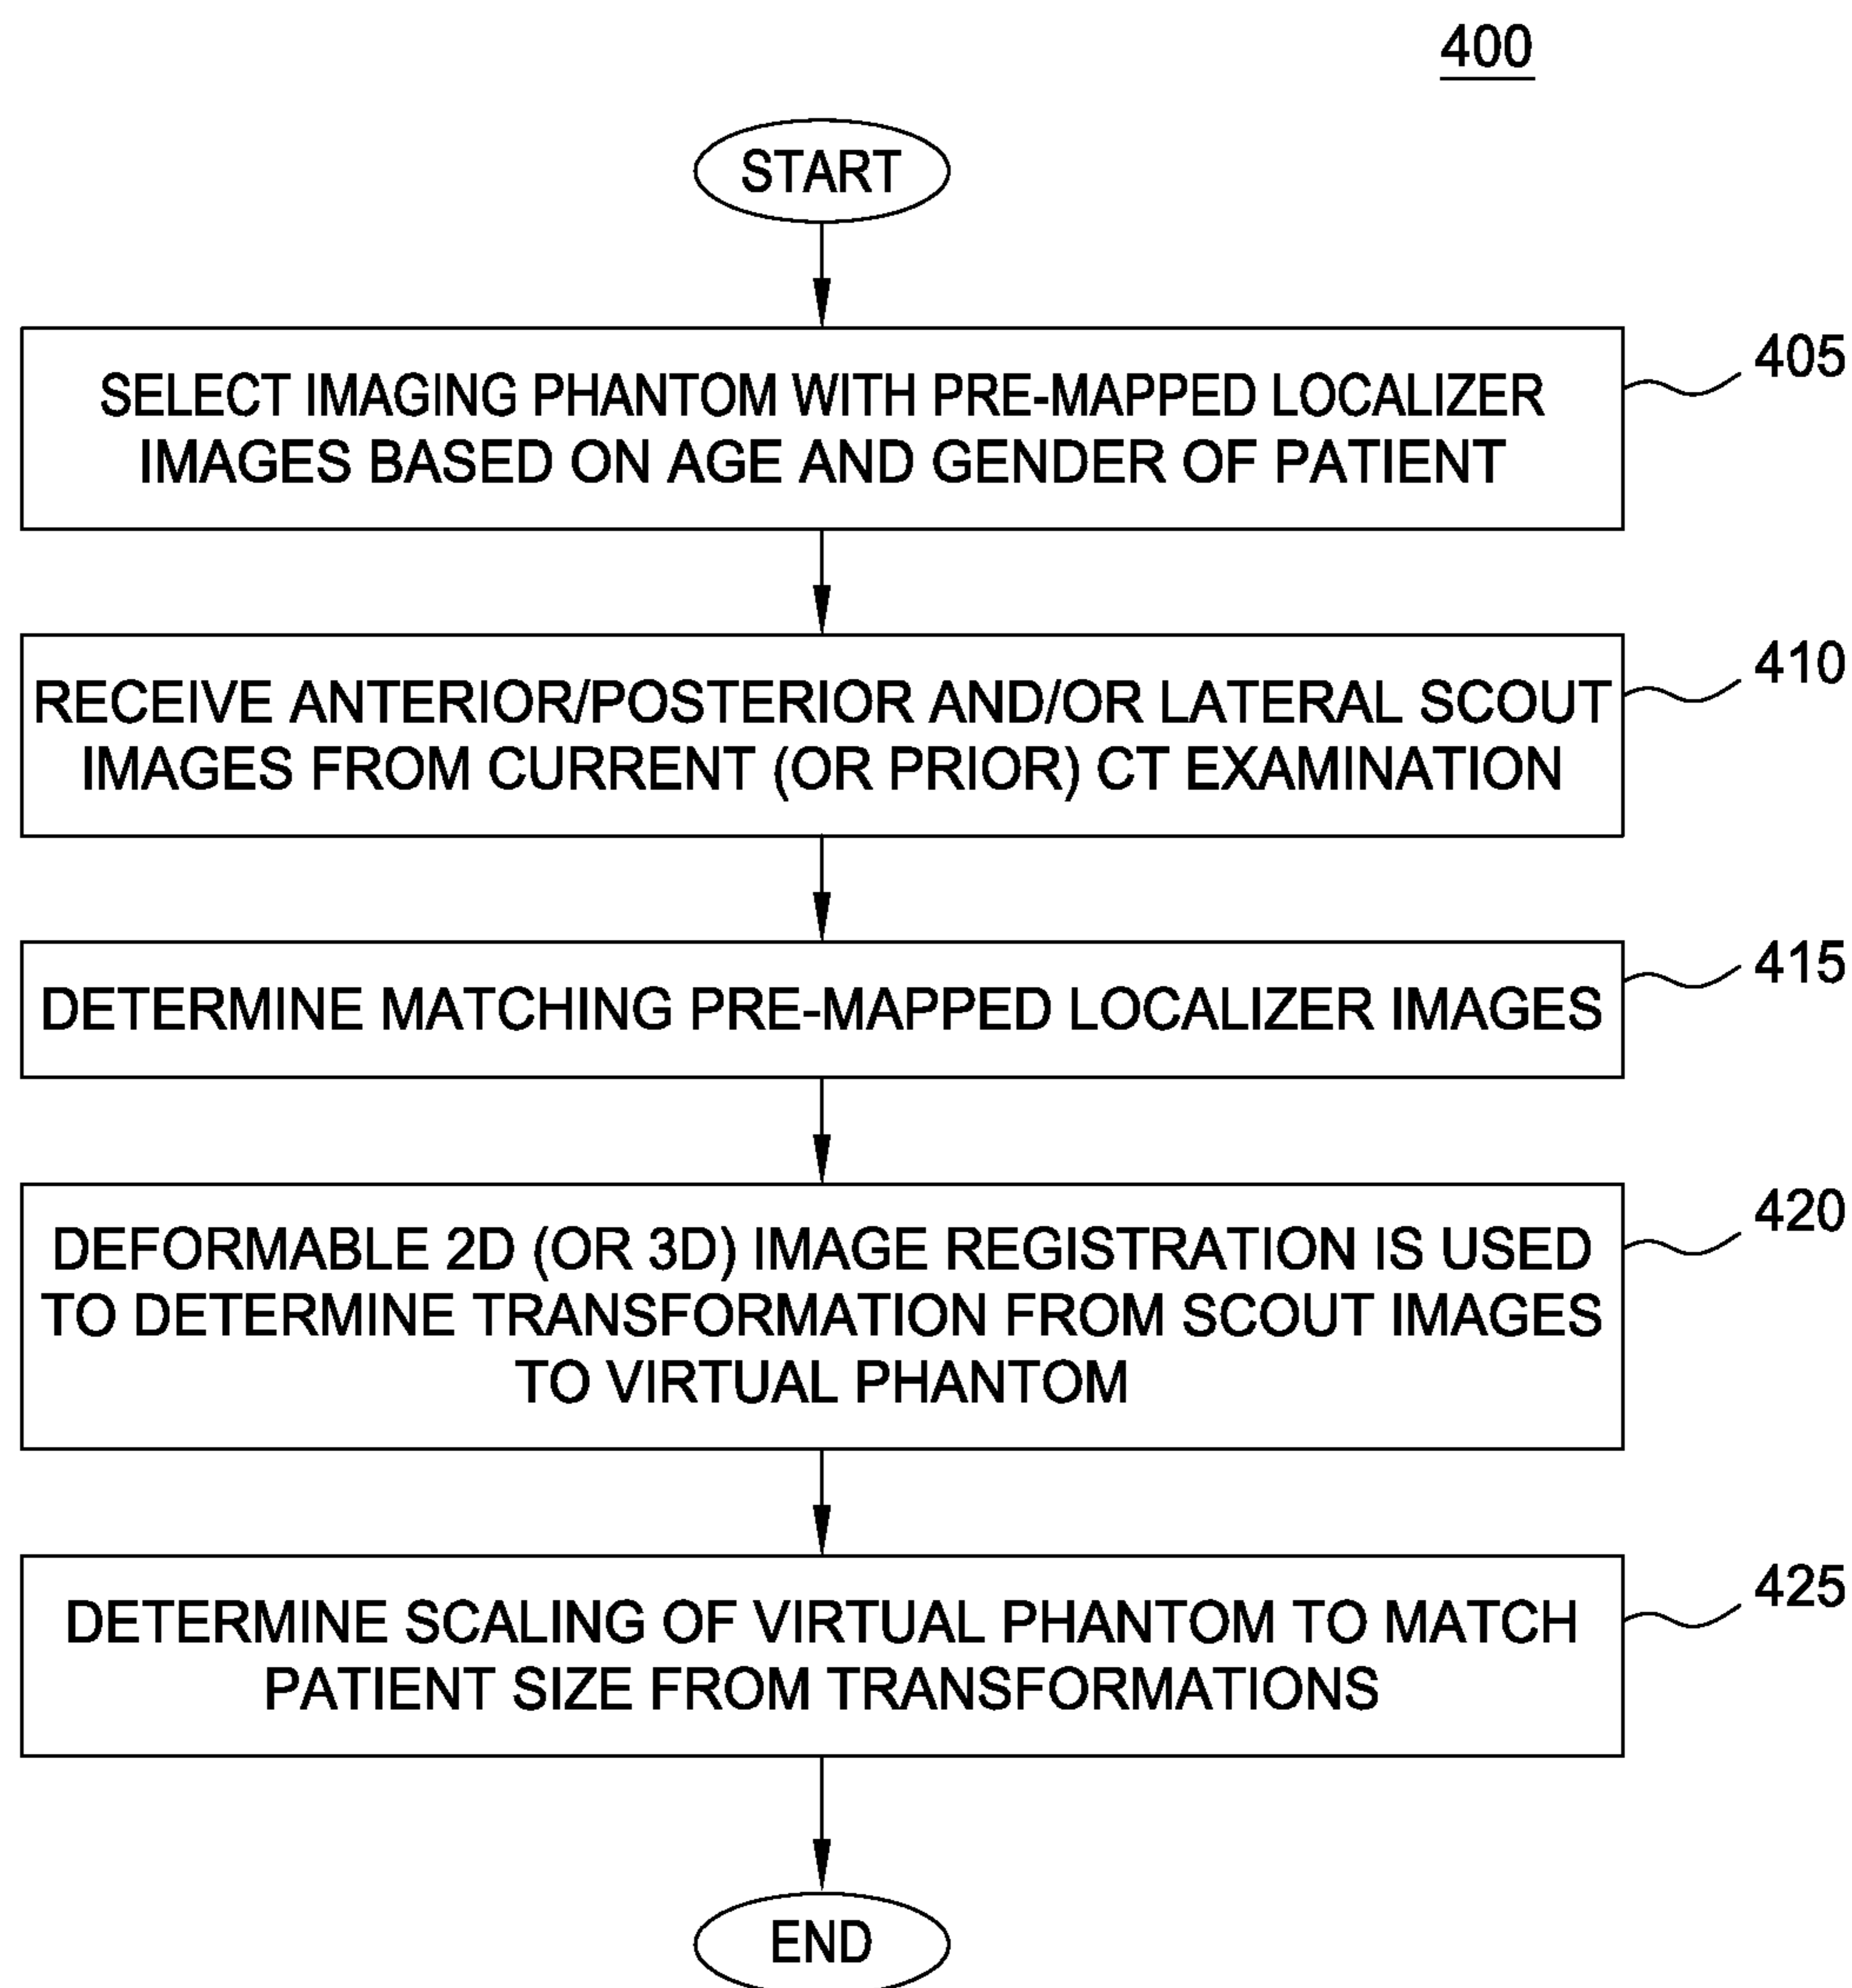 400
START
SELECT IMAGING PHANTOM WITH PRE-MAPPED LOCALIZER
IMAGES BASED ON AGE AND GENDER OF PATIENT
405
RECEIVE ANTERIOR/POSTERIOR AND/OR LATERAL SCOUT
IMAGES FROM CURRENT (OR PRIOR) CT EXAMINATION
410
DETERMINE MATCHING PRE-MAPPED LOCALIZER IMAGES
415
DEFORMABLE 2D (OR 3D) IMAGE REGISTRATION IS USED
TO DETERMINE TRANSFORMATION FROM SCOUT IMAGES
TO VIRTUAL PHANTOM
420
DETERMINE SCALING OF VIRTUAL PHANTOM TO MATCH
PATIENT SIZE FROM TRANSFORMATIONS
425
END